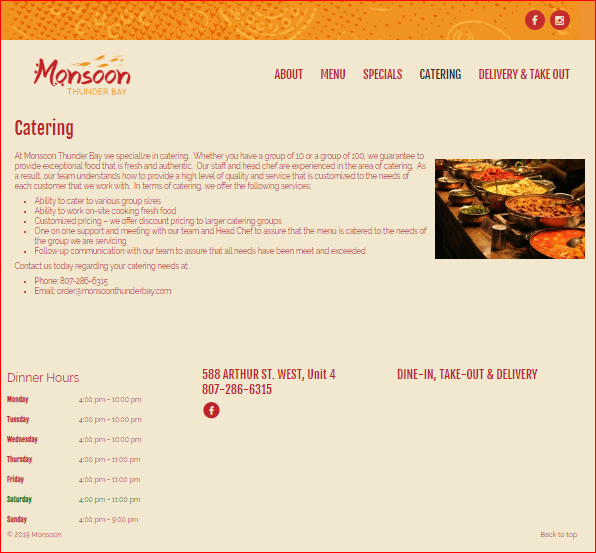 Monsoon
THUNDER BAY
ABOUT MENU SPECIALS CATERING DELIVERY & TAKE OUT
Catering
At Monsoon Thunder Bay we specialize in catering. Whether you have a group of 10 or a group of 100, we guarantee to
provide exceptional food that is fresh and authentic. Our staff and head chef are experienced in the area of catering. As
a result, our team understands how to provide a high level of quality and service that is customized to the needs of
each customer that we work with. In terms of catering, we offer the following services:
• Ability to cater to various group sizes
• Ability to work on-site cooking fresh food
• Customized pricing – we offer discount pricing to larger catering groups
• One on one support and meeting with our team and Head Chef to assure that the menu is catered to the needs of
the group we are servicing
• Follow up communication with our team to assure that all needs have been meet and exceeded
Contact us today regarding your catering needs at:
• Phone: 807-286-6315
• Email: order@monsoonthunderbay.com
Dinner Hours
Monday 4:00 pm - 10:00 pm
Tuesday 4:00 pm - 10:00 pm
Wednesday 4:00 pm - 10:00 pm
Thursday 4:00 pm - 11:00 pm
Friday 4:00 pm - 11:00 pm
Saturday 4:00 pm - 11:00 pm
Sunday 4:00 pm - 9:00 pm
588 ARTHUR ST. WEST, Unit 4
807-286-6315
DINE-IN, TAKE-OUT & DELIVERY
© 2019 Monsoon
Back to top